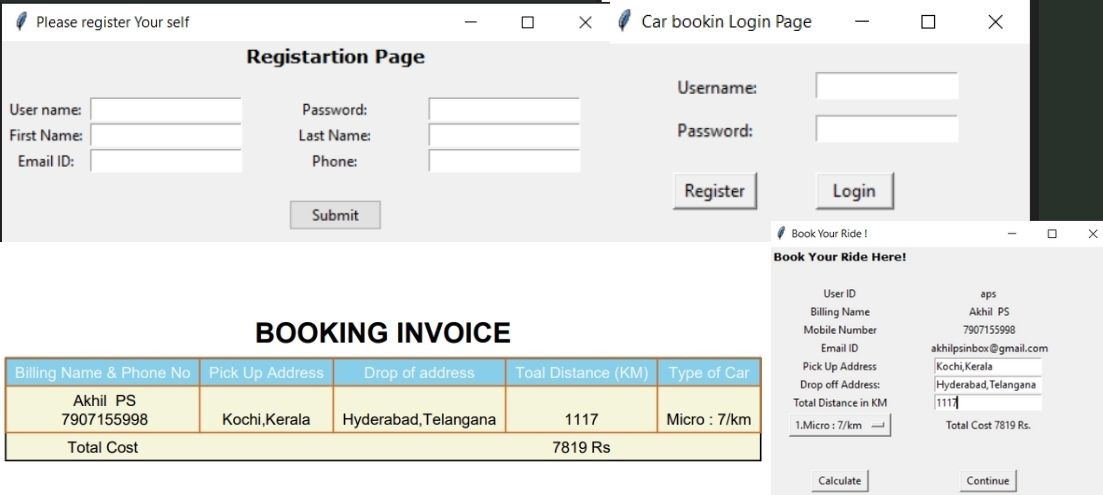 Please register Your self
Registartion Page
User name: Password:
First Name: Last Name:
Email ID: Phone:
Submit
Car bookin Login Page
Username:
Password:
Register Login
Book Your Ride !
Book Your Ride Here!
User ID aps
Billing Name Akhil PS
Mobile Number 7907155998
Email ID akhilpsinbox@gmail.com
Pick Up Address Kochi,Kerala
Drop off Address: Hyderabad,Telangana
Total Distance in KM 1117
1.Micro : 7/km Total Cost 7819 Rs.
Calculate Continue
BOOKING INVOICE
Billing Name & Phone No Pick Up Address Drop of address Toal Distance (KM) Type of Car
Akhil PS
7907155998 Kochi,Kerala Hyderabad,Telangana 1117 Micro : 7/km
Total Cost 7819 Rs